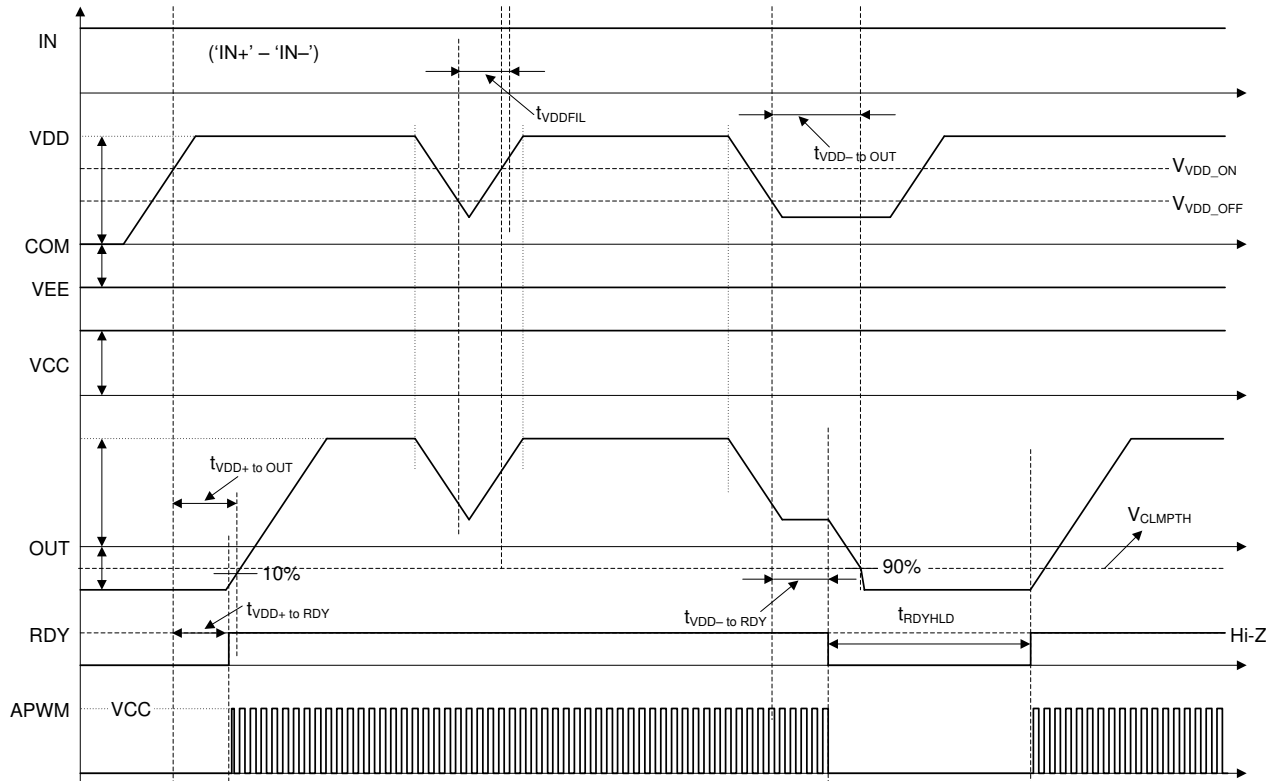 IN
(‘IN+’ – ‘IN–’)
tVDDFIL
VDD
tVDD– to OUT
VVDD_ON
VVDD_OFF
COM
VEE
VCC
tVDD+ to OUT
VCLMPTH
OUT
10%
90%
tVDD+ to RDY
tVDD– to RDY
tRDYHLD
RDY
Hi-Z
APWM
VCC